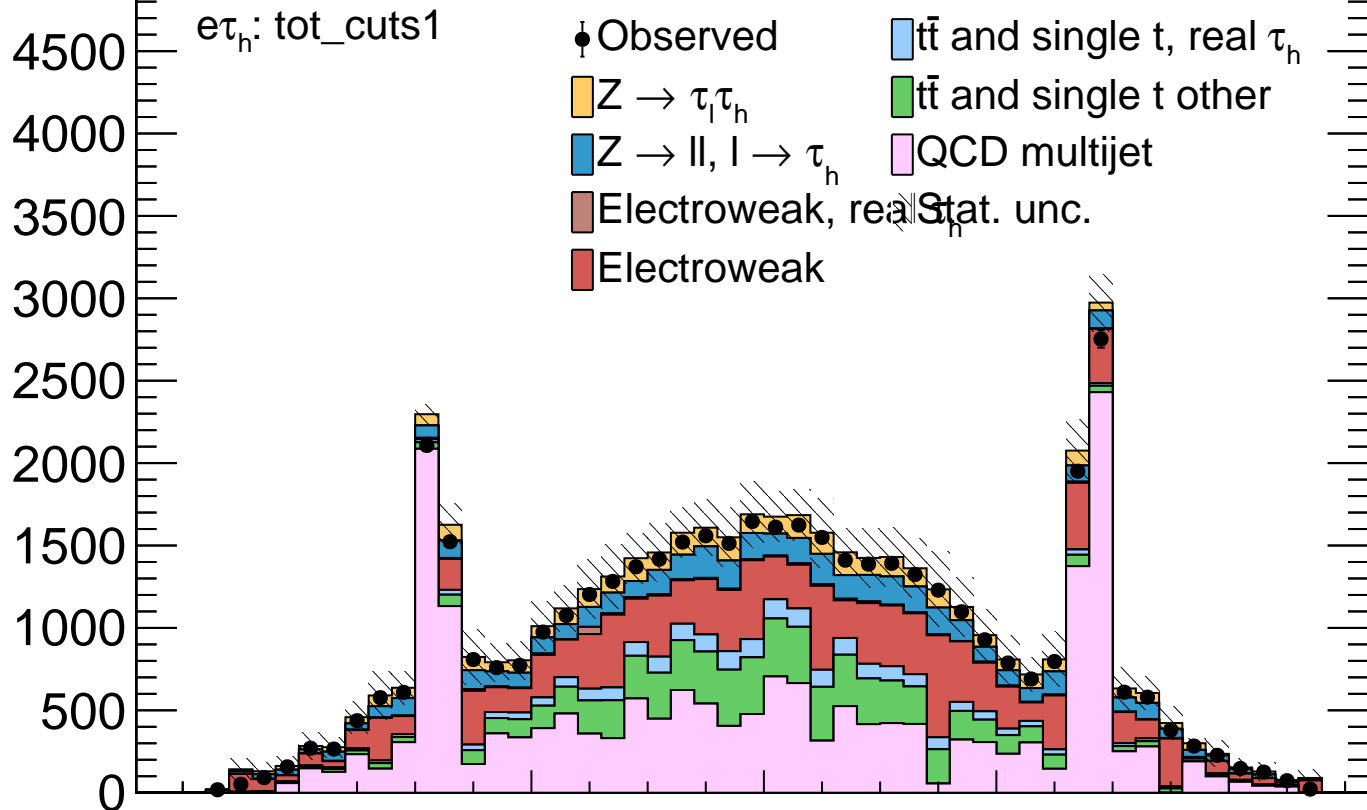 eτh: tot_cuts1
Observed
Z → τlτh
Z → ll, l → τh
Electroweak, real τh
Electroweak
tt̄ and single t, real τh
tt̄ and single t other
QCD multijet
Stat. unc.
4500
4000
3500
3000
2500
2000
1500
1000
500
0